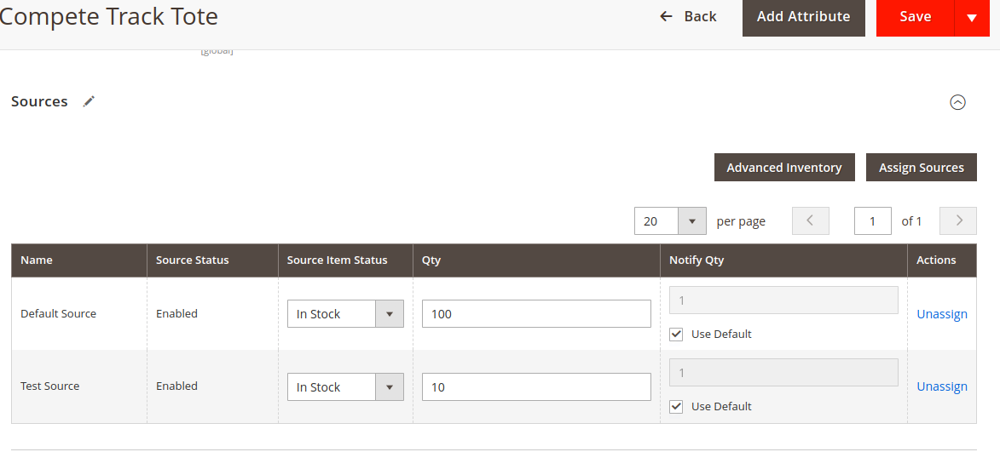 Compete Track Tote
Back
Add Attribute
Save
[global]
Sources
Advanced Inventory
Assign Sources
20
per page
1
of 1
Name
Source Status
Source Item Status
Qty
Notify Qty
Actions
Default Source
Enabled
In Stock
100
1
Use Default
Unassign
Test Source
Enabled
In Stock
10
1
Use Default
Unassign